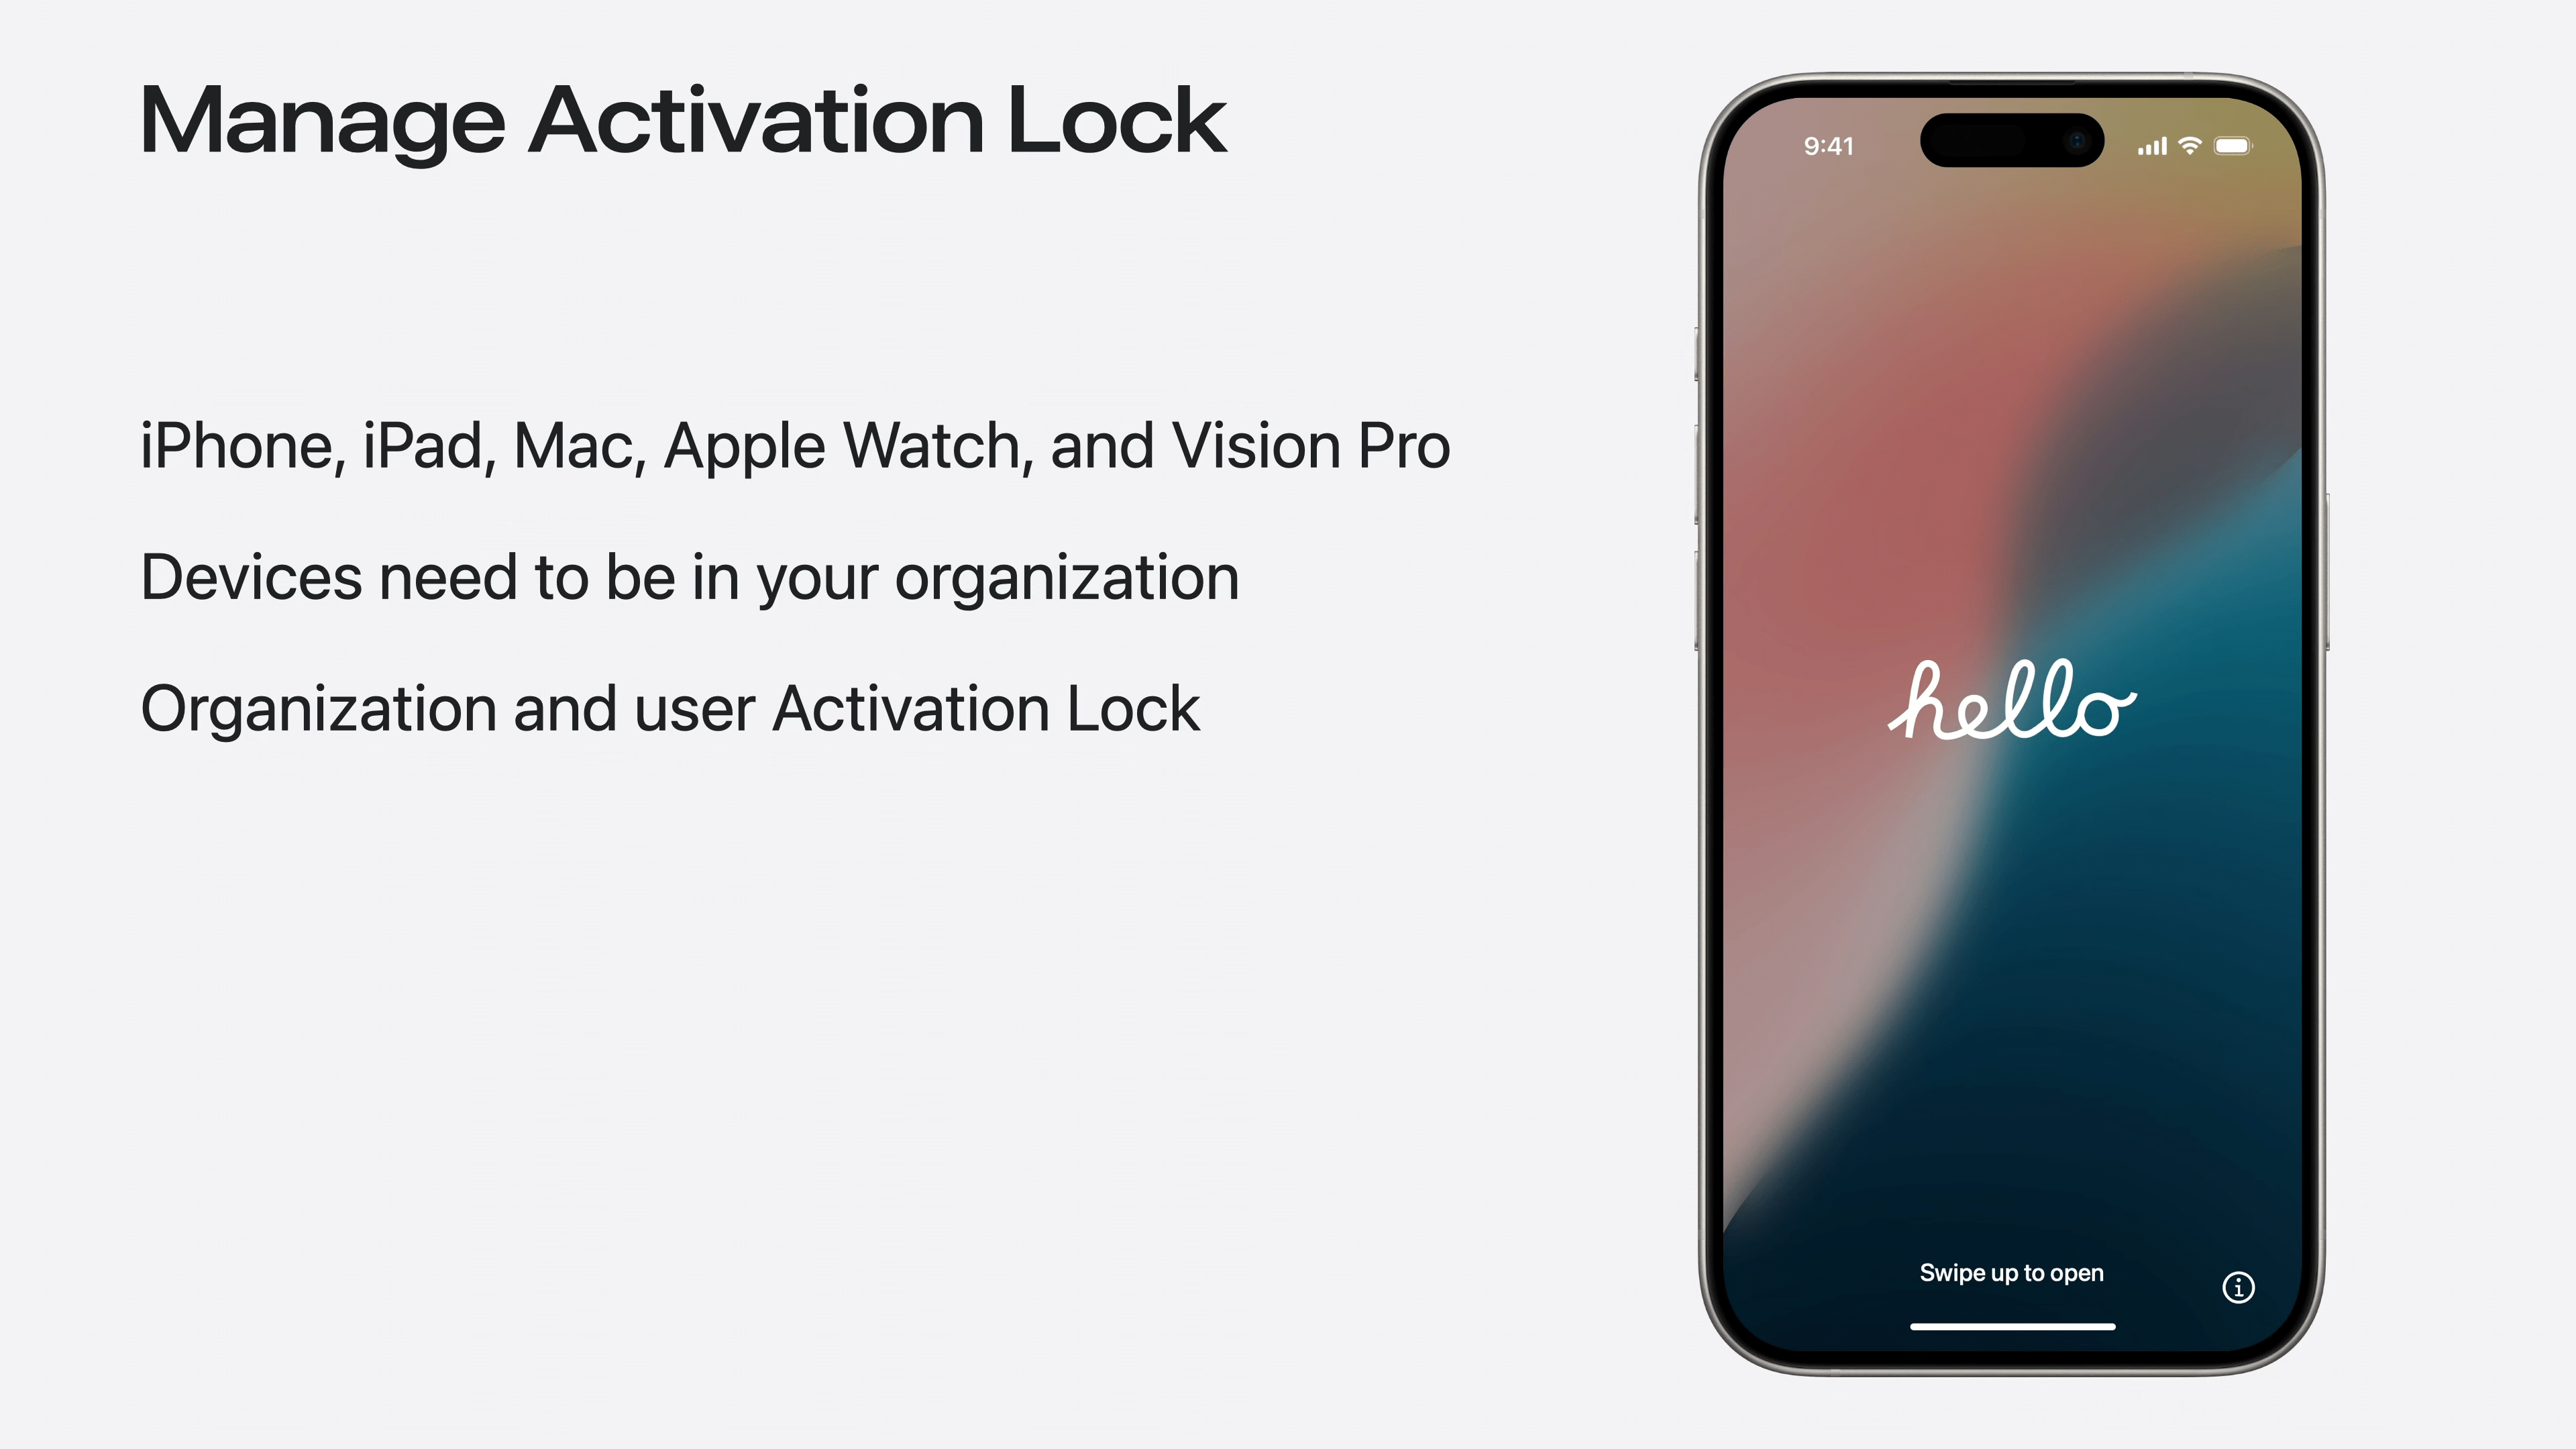 Manage Activation Lock
iPhone, iPad, Mac, Apple Watch, and Vision Pro
Devices need to be in your organization
Organization and user Activation Lock
9:41
hello
Swipe up to open